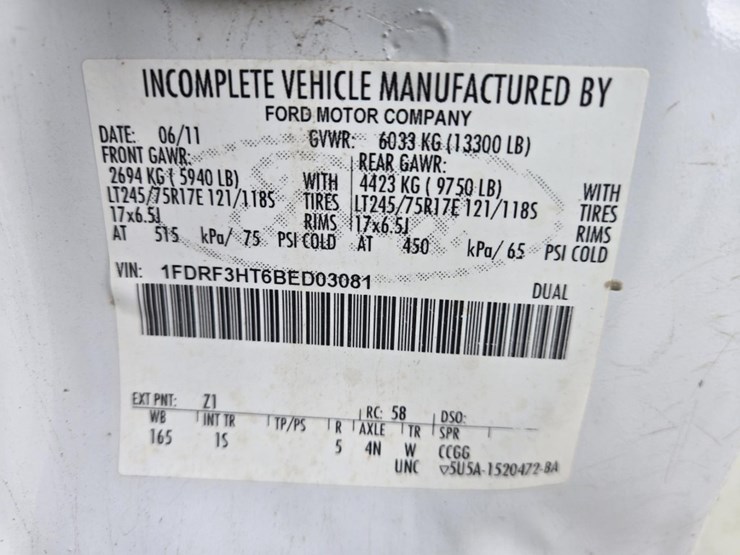 INCOMPLETE VEHICLE MANUFACTURED BY
FORD MOTOR COMPANY
DATE: 06/11 GVWR: 6033 KG (13300 LB)
FRONT GAWR: REAR GAWR:
2694 KG ( 5940 LB) WITH 4423 KG ( 9750 LB) WITH
LT245/75R17E 121/118S TIRES LT245/75R17E 121/118S TIRES
17x6.5J RIMS 17x6.5J RIMS
AT 515 kPa/ 75 PSI COLD AT 450 kPa/ 65 PSI COLD
VIN: 1FDRF3HT6BED03081 DUAL
EXT PNT: Z1 RC: 58 DSO:
WB INT TR TP/PS R AXLE TR SPR
165 1S 5 4N W CCGG
UNC ▽5U5A-1520472-BA